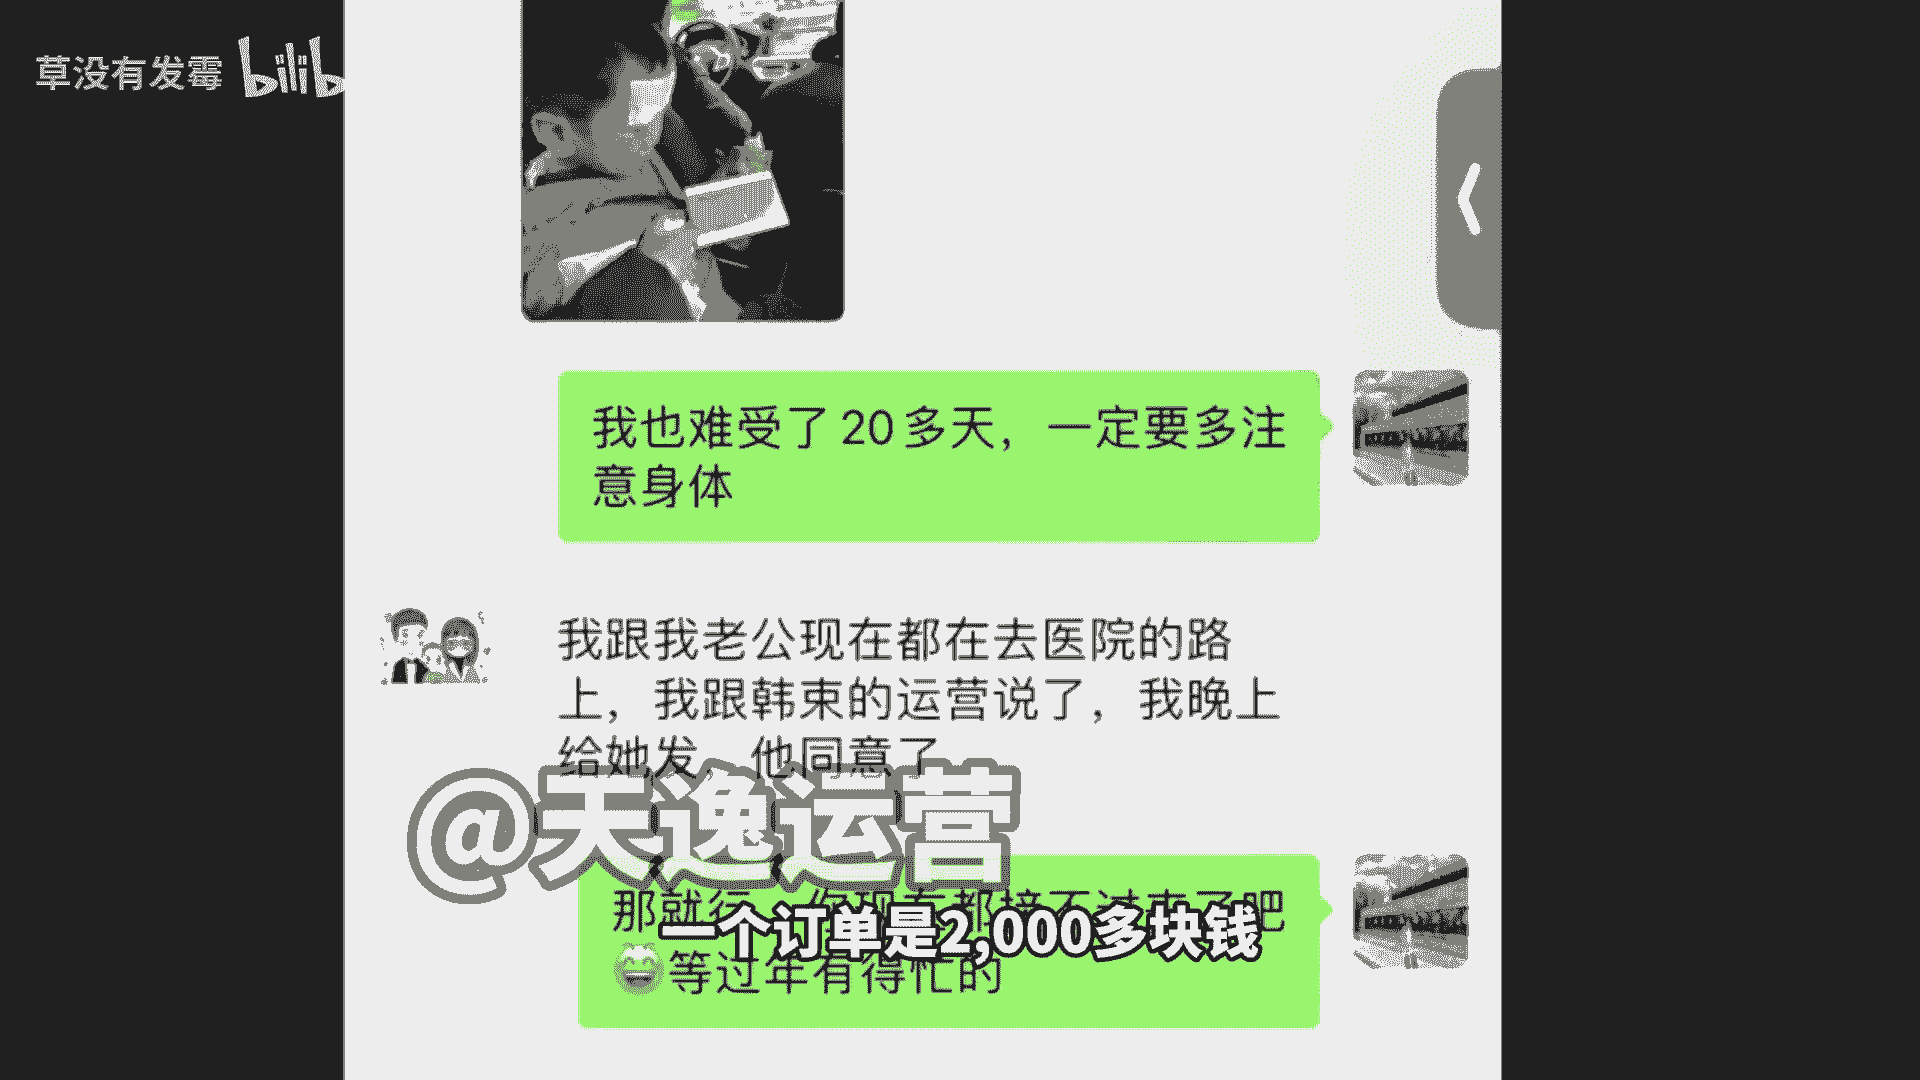 草没有发霉 bilib
我也难受了20多天，一定要多注
意身体
我跟我老公现在都在去医院的路
上，我跟韩束的运营说了，我晚上
给她发，他同意了
@天逸运营
那就行，你现在都接不过来了吧
一个订单是2,000多块钱
😄等过年有得忙的